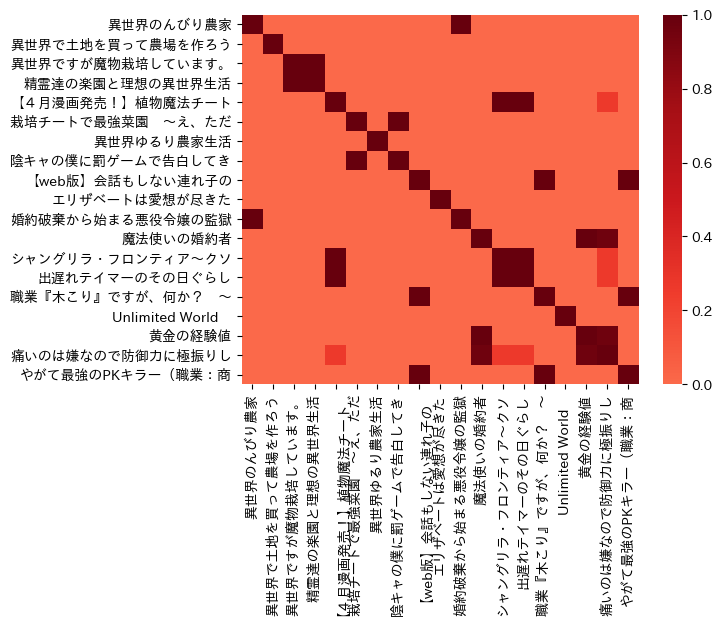 異世界のんびり農家
異世界で土地を買って農場を作ろう
異世界ですが魔物栽培しています。
精霊達の楽園と理想の異世界生活
【４月漫画発売！】植物魔法チート
栽培チートで最強菜園　～え、ただ
異世界ゆるり農家生活
陰キャの僕に罰ゲームで告白してき
【web版】会話もしない連れ子の
エリザベートは愛想が尽きた
婚約破棄から始まる悪役令嬢の監獄
魔法使いの婚約者
シャングリラ・フロンティア～クソ
出遅れテイマーのその日ぐらし
職業『木こり』ですが、何か？　～
Unlimited World
黄金の経験値
痛いのは嫌なので防御力に極振りし
やがて最強のPKキラー（職業：商
1.0
0.8
0.6
0.4
0.2
0.0
異世界のんびり農家
異世界で土地を買って農場を作ろう
異世界ですが魔物栽培しています。
精霊達の楽園と理想の異世界生活
【４月漫画発売！】植物魔法チート
栽培チートで最強菜園　～え、ただ
異世界ゆるり農家生活
陰キャの僕に罰ゲームで告白してき
【web版】会話もしない連れ子の
エリザベートは愛想が尽きた
婚約破棄から始まる悪役令嬢の監獄
魔法使いの婚約者
シャングリラ・フロンティア～クソ
出遅れテイマーのその日ぐらし
職業『木こり』ですが、何か？　～
Unlimited World
黄金の経験値
痛いのは嫌なので防御力に極振りし
やがて最強のPKキラー（職業：商